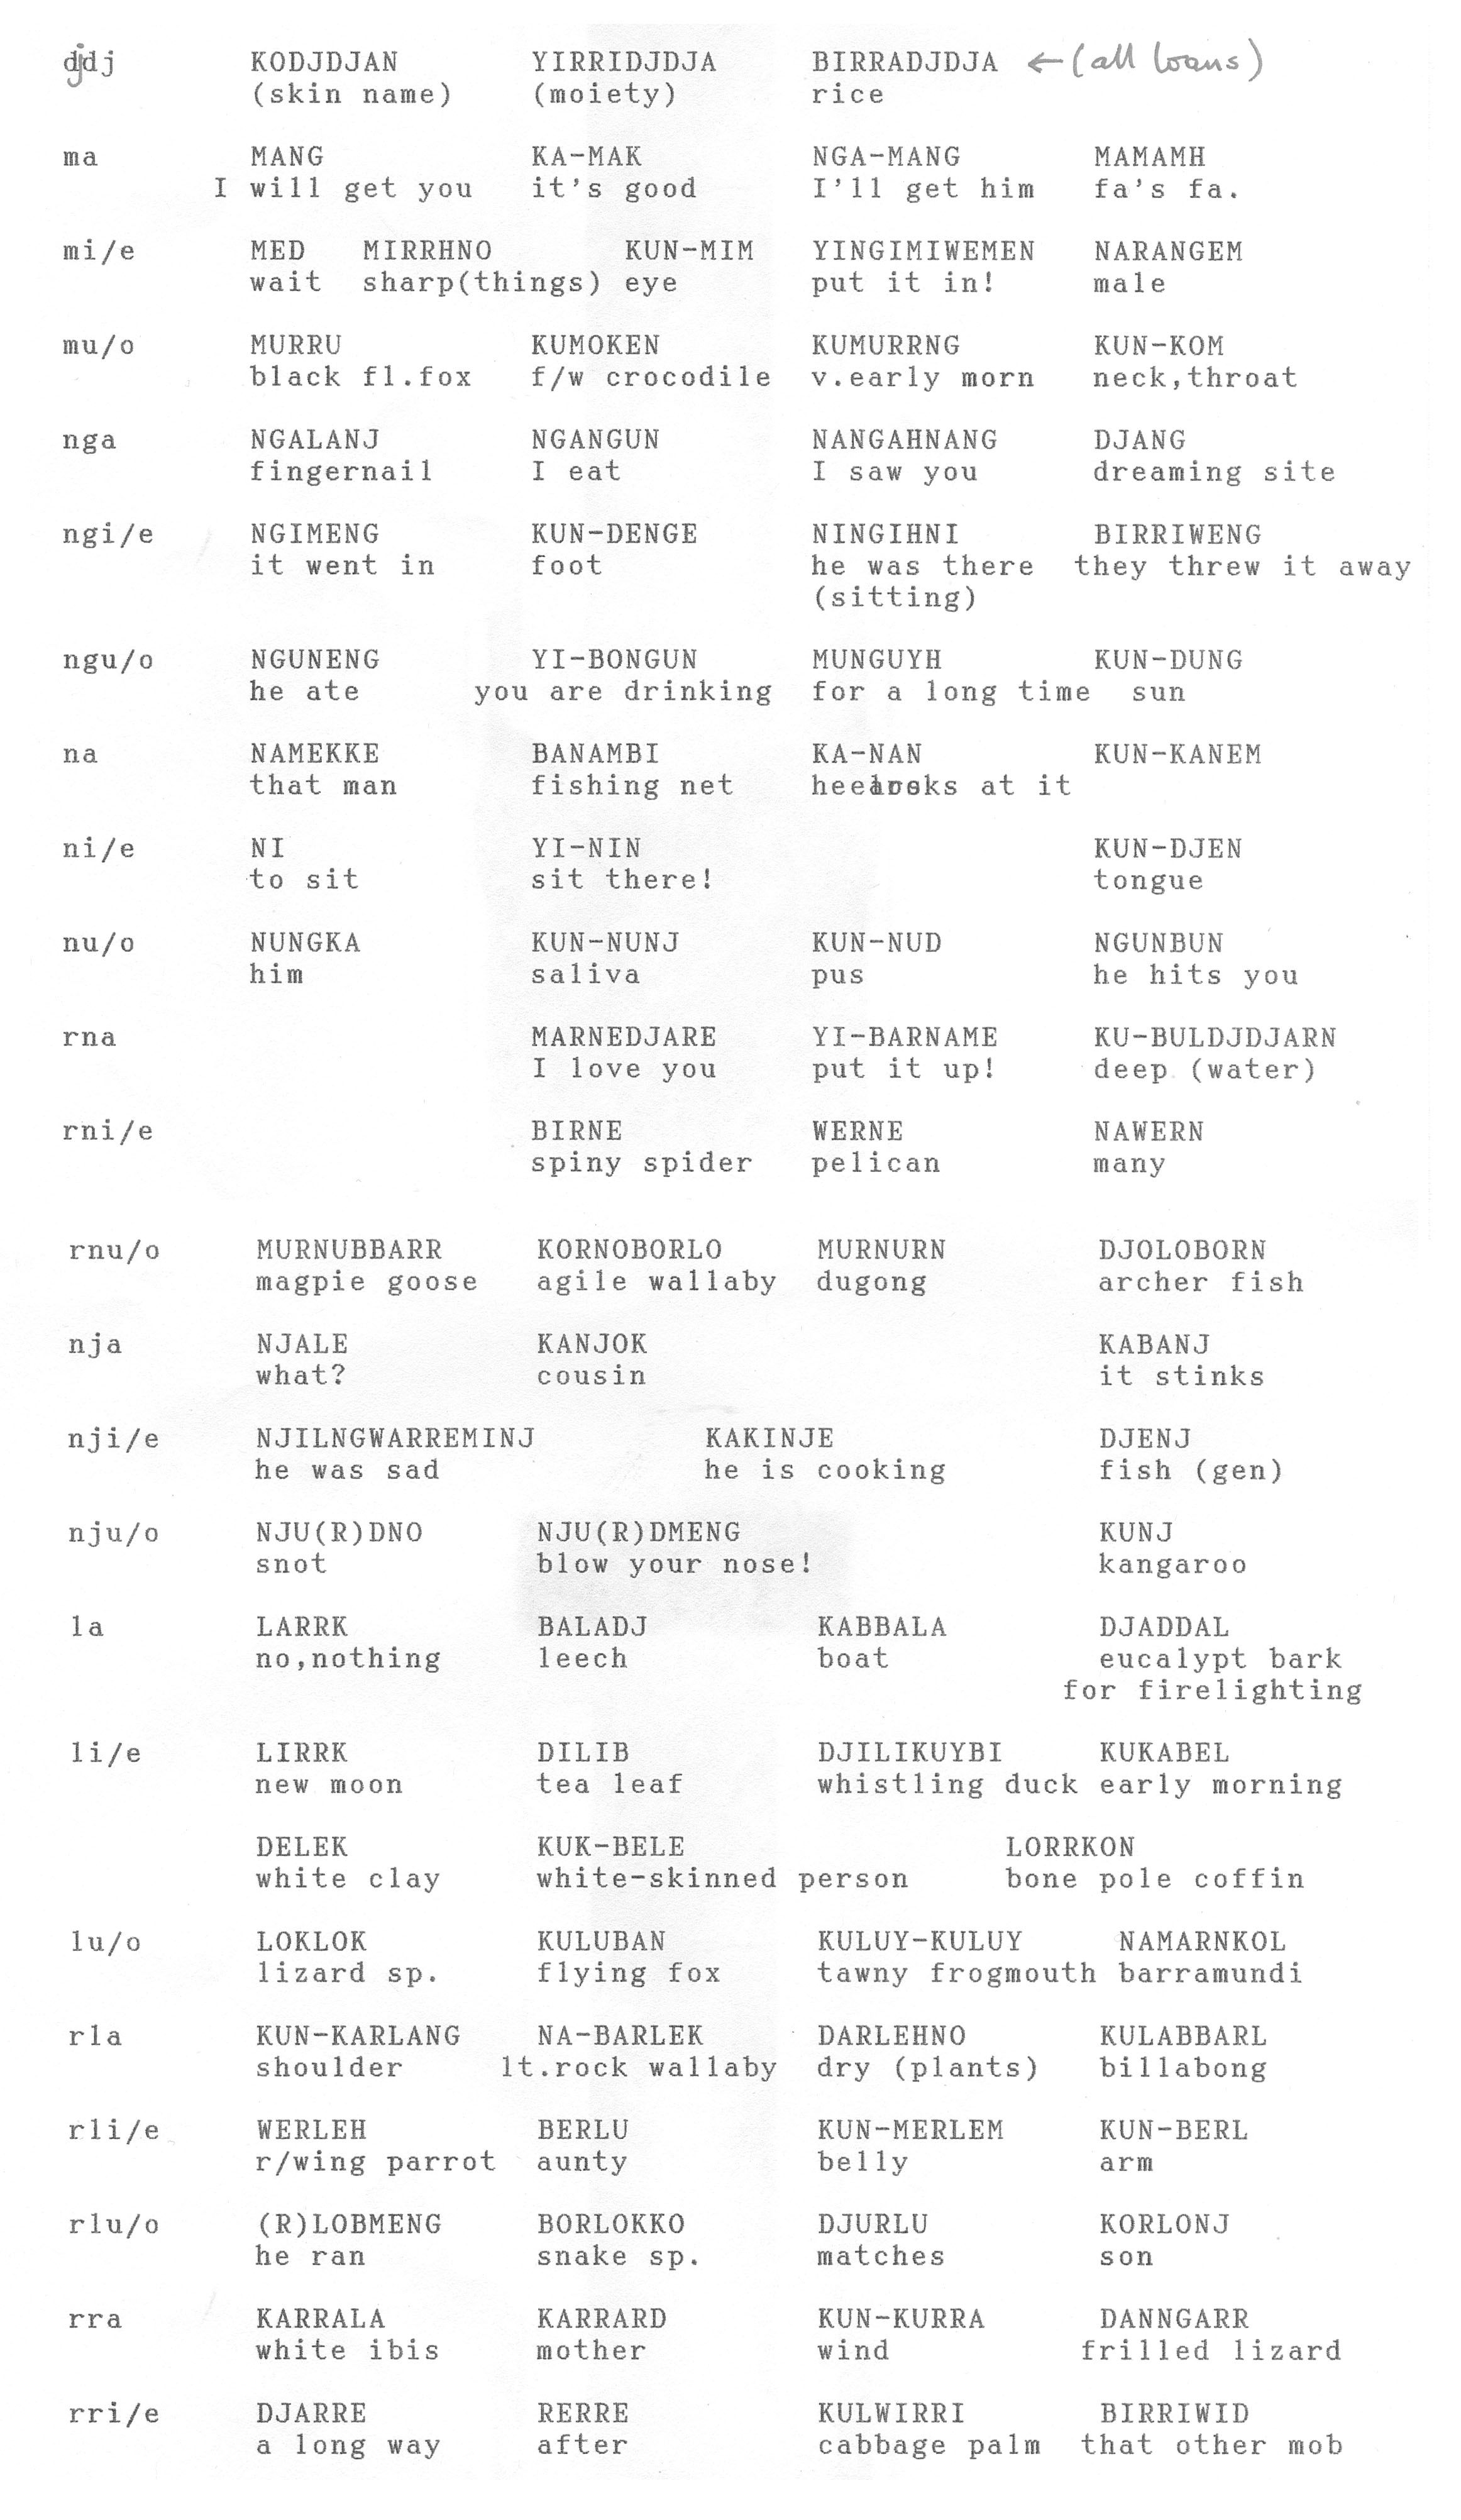 djdj KODJDJAN YIRRIDJDJA BIRRADJDJA ← (all loans)
(skin name) (moiety) rice
ma MANG KA-MAK NGA-MANG MAMAMH
I will get you it's good I'll get him fa's fa.
mi/e MED MIRRHNO KUN-MIM YINGIMIWEMEN NARANGEM
wait sharp(things) eye put it in! male
mu/o MURRU KUMOKEN KUMURRNG KUN-KOM
black fl.fox f/w crocodile v.early morn neck,throat
nga NGALANJ NGANGUN NANGAHNANG DJANG
fingernail I eat I saw you dreaming site
ngi/e NGIMENG KUN-DENGE NINGIHNI BIRRIWENG
it went in foot he was there they threw it away
(sitting)
ngu/o NGUNENG YI-BONGUN MUNGUYH KUN-DUNG
he ate you are drinking for a long time sun
na NAMEKKE BANAMBI KA-NAN KUN-KANEM
that man fishing net at it
ni/e NI YI-NIN KUN-DJEN
to sit sit there! tongue
nu/o NUNGKA KUN-NUNJ KUN-NUD NGUNBUN
him saliva pus he hits you
rna MARNEDJARE YI-BARNAME KU-BULDJDJARN
I love you put it up! deep (water)
rni/e BIRNE WERNE NAWERN
spiny spider pelican many
rnu/o MURNUBBARR KORNOBORLO MURNURN DJOLOBORN
magpie goose agile wallaby dugong archer fish
nja NJALE KANJOK KABANJ
what? cousin it stinks
nji/e NJILNGWARREMINJ KAKINJE DJENJ
he was sad he is cooking fish (gen)
nju/o NJU(R)DNO NJU(R)DMENG KUNJ
snot blow your nose! kangaroo
la LARRK BALADJ KABBALA DJADDAL
no,nothing leech boat eucalypt bark
for firelighting
li/e LIRRK DILIB DJILIKUYBI KUKABEL
new moon tea leaf whistling duck early morning
DELEK KUK-BELE LORRKON
white clay white-skinned person bone pole coffin
lu/o LOKLOK KULUBAN KULUY-KULUY NAMARNKOL
lizard sp. flying fox tawny frogmouth barramundi
rla KUN-KARLANG NA-BARLEK DARLEHNO KULABBARL
shoulder lt.rock wallaby dry (plants) billabong
rli/e WERLEH BERLU KUN-MERLEM KUN-BERL
r/wing parrot aunty belly arm
rlu/o (R)LOBMENG BORLOKKO DJURLU KORLONJ
he ran snake sp. matches son
rra KARRALA KARRARD KUN-KURRA DANNGARR
white ibis mother wind frilled lizard
rri/e DJARRE RERRE KULWIRRI BIRRIWID
a long way after cabbage palm that other mob